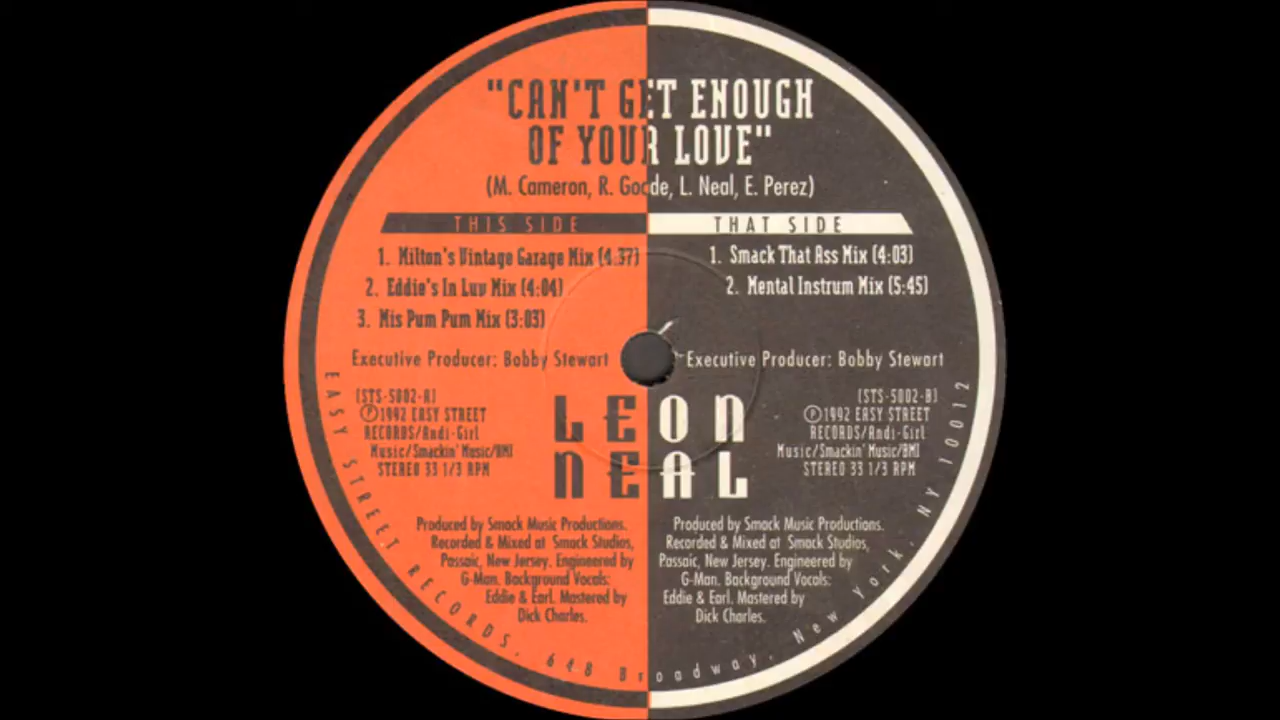 "CAN'T GET ENOUGH
OF YOUR LOVE"
(M. Cameron, R. Goode, L. Neal, E. Perez)
THIS SIDE
1. Milton's Vintage Garage Mix (4:37)
2. Eddie's In Luv Mix (4:04)
3. Mis Pum Pum Mix (3:03)
Executive Producer: Bobby Stewart
[STS-5002-A]
Ⓟ1992 EASY STREET
RECORDS/Andi-Girl
Music/Smackin' Music/BMI
STEREO 33 1/3 RPM
THAT SIDE
1. Smack That Ass Mix (4:03)
2. Mental Instrum Mix (5:45)
Executive Producer: Bobby Stewart
[STS-5002-B]
Ⓟ1992 EASY STREET
RECORDS/Andi-Girl
Music/Smackin' Music/BMI
STEREO 33 1/3 RPM
LEON
NEAL
Produced by Smack Music Productions.
Recorded & Mixed at Smack Studios,
Passaic, New Jersey. Engineered by
G-Man. Background Vocals:
Eddie & Earl. Mastered by
Dick Charles.
Produced by Smack Music Productions.
Recorded & Mixed at Smack Studios,
Passaic, New Jersey. Engineered by
G-Man. Background Vocals:
Eddie & Earl. Mastered by
Dick Charles.
EASY STREET RECORDS, 648 Broadway, New York, NY 10012